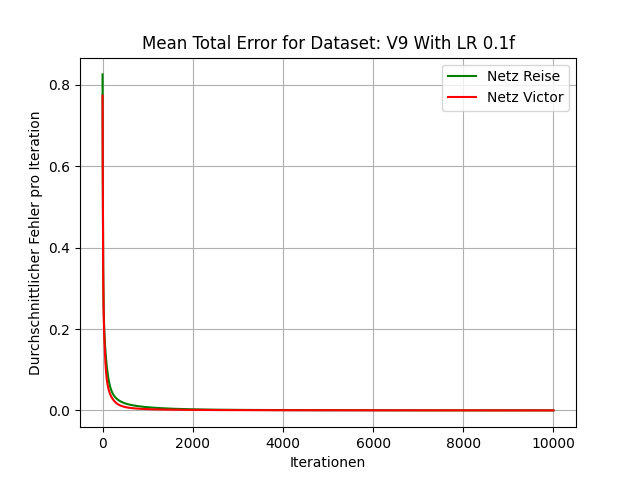 Mean Total Error for Dataset: V9 With LR 0.1f
Netz Reise
Netz Victor
Durchschnittlicher Fehler pro Iteration
0.8
0.6
0.4
0.2
0.0
0 2000 4000 6000 8000 10000
Iterationen